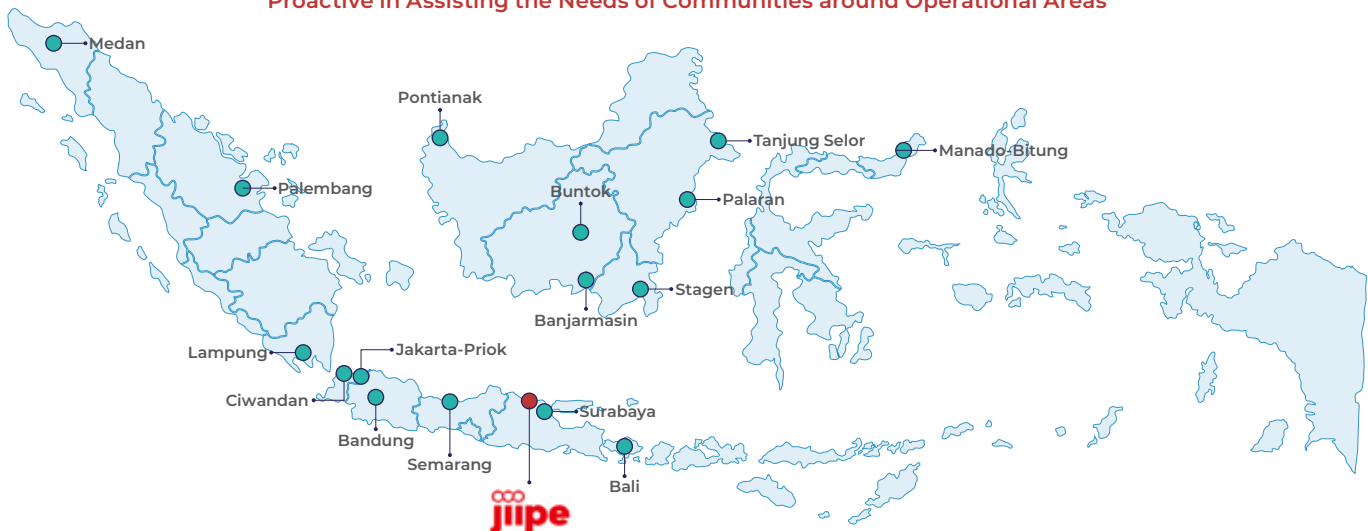 Proactive in Assisting the Needs of Communities around Operational Areas
Medan
Pontianak
Tanjung Selor
Manado-Bitung
Palembang
Buntok
Palaran
Stagen
Banjarmasin
Lampung
Jakarta-Priok
Ciwandan
Surabaya
Bandung
Semarang
Bali
jiipe